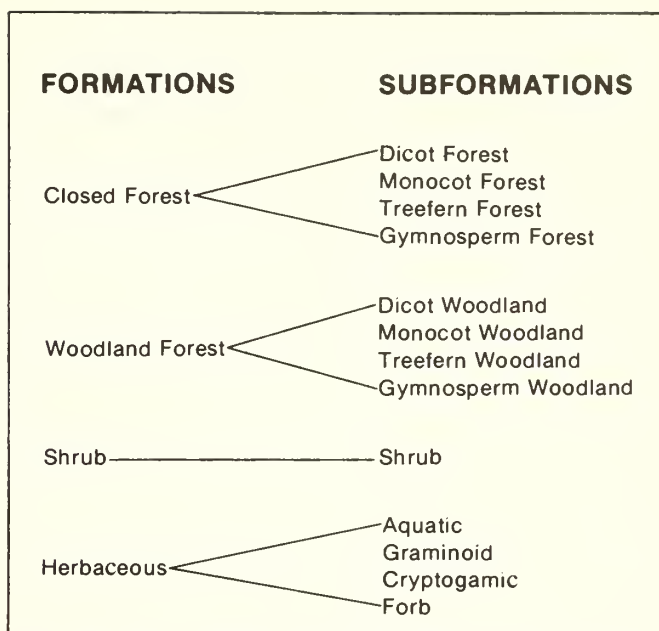 FORMATIONS SUBFORMATIONS
Closed Forest
Dicot Forest
Monocot Forest
Treefern Forest
Gymnosperm Forest
Woodland Forest
Dicot Woodland
Monocot Woodland
Treefern Woodland
Gymnosperm Woodland
Shrub Shrub
Herbaceous
Aquatic
Graminoid
Cryptogamic
Forb